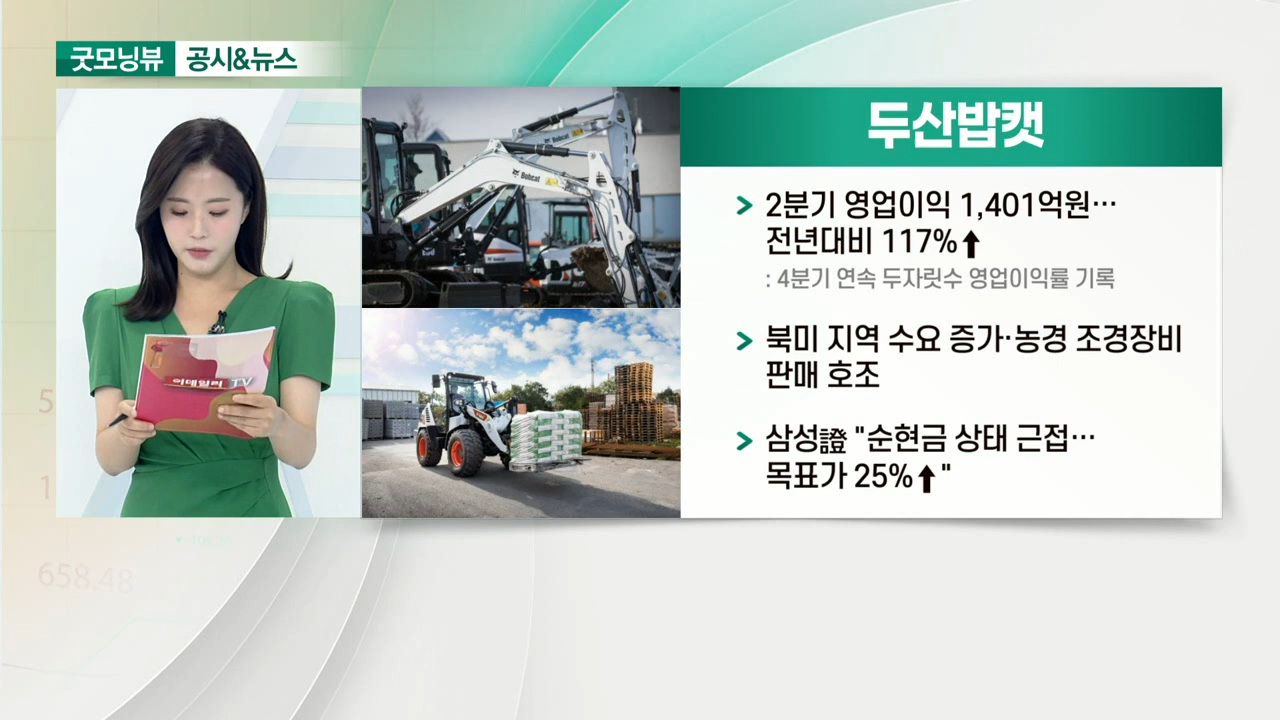 굿모닝뷰 공시&뉴스
이데일리 TV
Bobcat
Bobcat
두산밥캣
2분기 영업이익 1,401억원…
전년대비 117%⬆
: 4분기 연속 두자릿수 영업이익률 기록
북미 지역 수요 증가·농경 조경장비
판매 호조
삼성證 "순현금 상태 근접…
목표가 25%⬆"
658.48